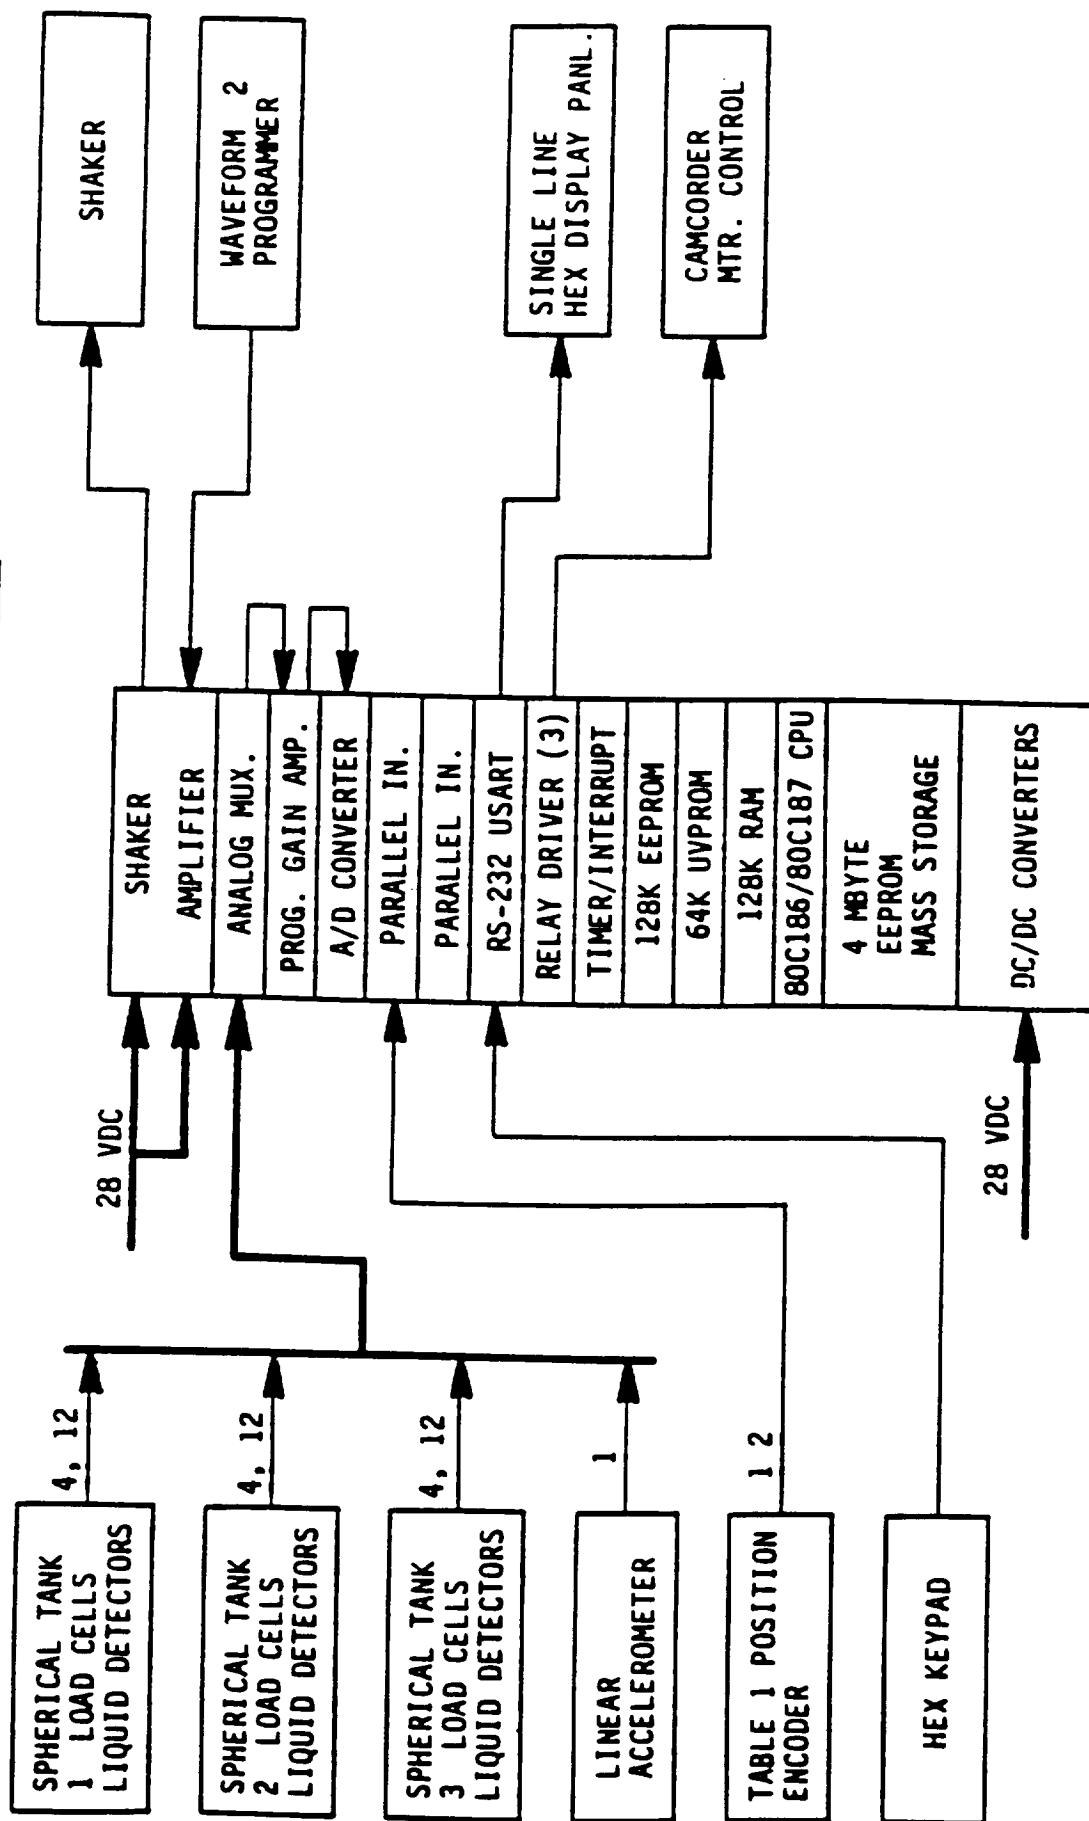 SPHERICAL TANK
1 LOAD CELLS
LIQUID DETECTORS
4, 12
SPHERICAL TANK
2 LOAD CELLS
LIQUID DETECTORS
4, 12
SPHERICAL TANK
3 LOAD CELLS
LIQUID DETECTORS
4, 12
LINEAR
ACCELEROMETER
1
TABLE 1 POSITION
ENCODER
1 2
HEX KEYPAD
28 VDC
28 VDC
SHAKER
AMPLIFIER
ANALOG MUX.
PROG. GAIN AMP.
A/D CONVERTER
PARALLEL IN.
PARALLEL IN.
RS-232 USART
RELAY DRIVER (3)
TIMER/INTERRUPT
128K EEPROM
64K UVPROM
128K RAM
80C186/80C187 CPU
4 MBYTE
EEPROM
MASS STORAGE
DC/DC CONVERTERS
SHAKER
WAVEFORM 2
PROGRAMMER
SINGLE LINE
HEX DISPLAY PANL.
CAMCORDER
MTR. CONTROL